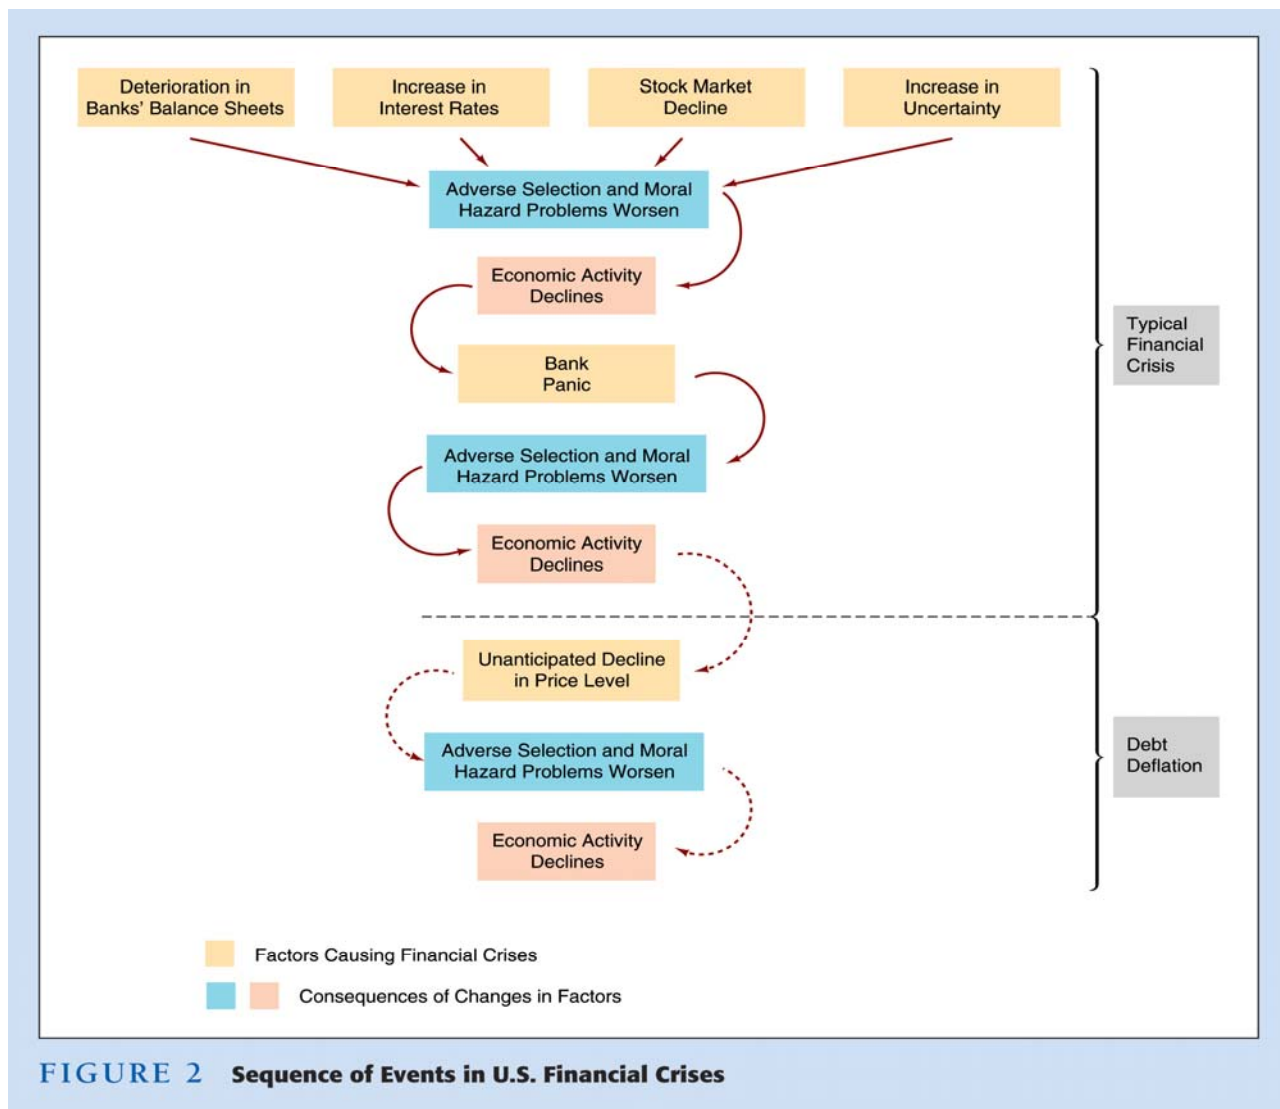 Deterioration in
Banks' Balance Sheets
Increase in
Interest Rates
Stock Market
Decline
Increase in
Uncertainty
Adverse Selection and Moral
Hazard Problems Worsen
Economic Activity
Declines
Bank
Panic
Adverse Selection and Moral
Hazard Problems Worsen
Economic Activity
Declines
Typical
Financial
Crisis
Unanticipated Decline
in Price Level
Adverse Selection and Moral
Hazard Problems Worsen
Economic Activity
Declines
Debt
Deflation
Factors Causing Financial Crises
Consequences of Changes in Factors
FIGURE 2 Sequence of Events in U.S. Financial Crises